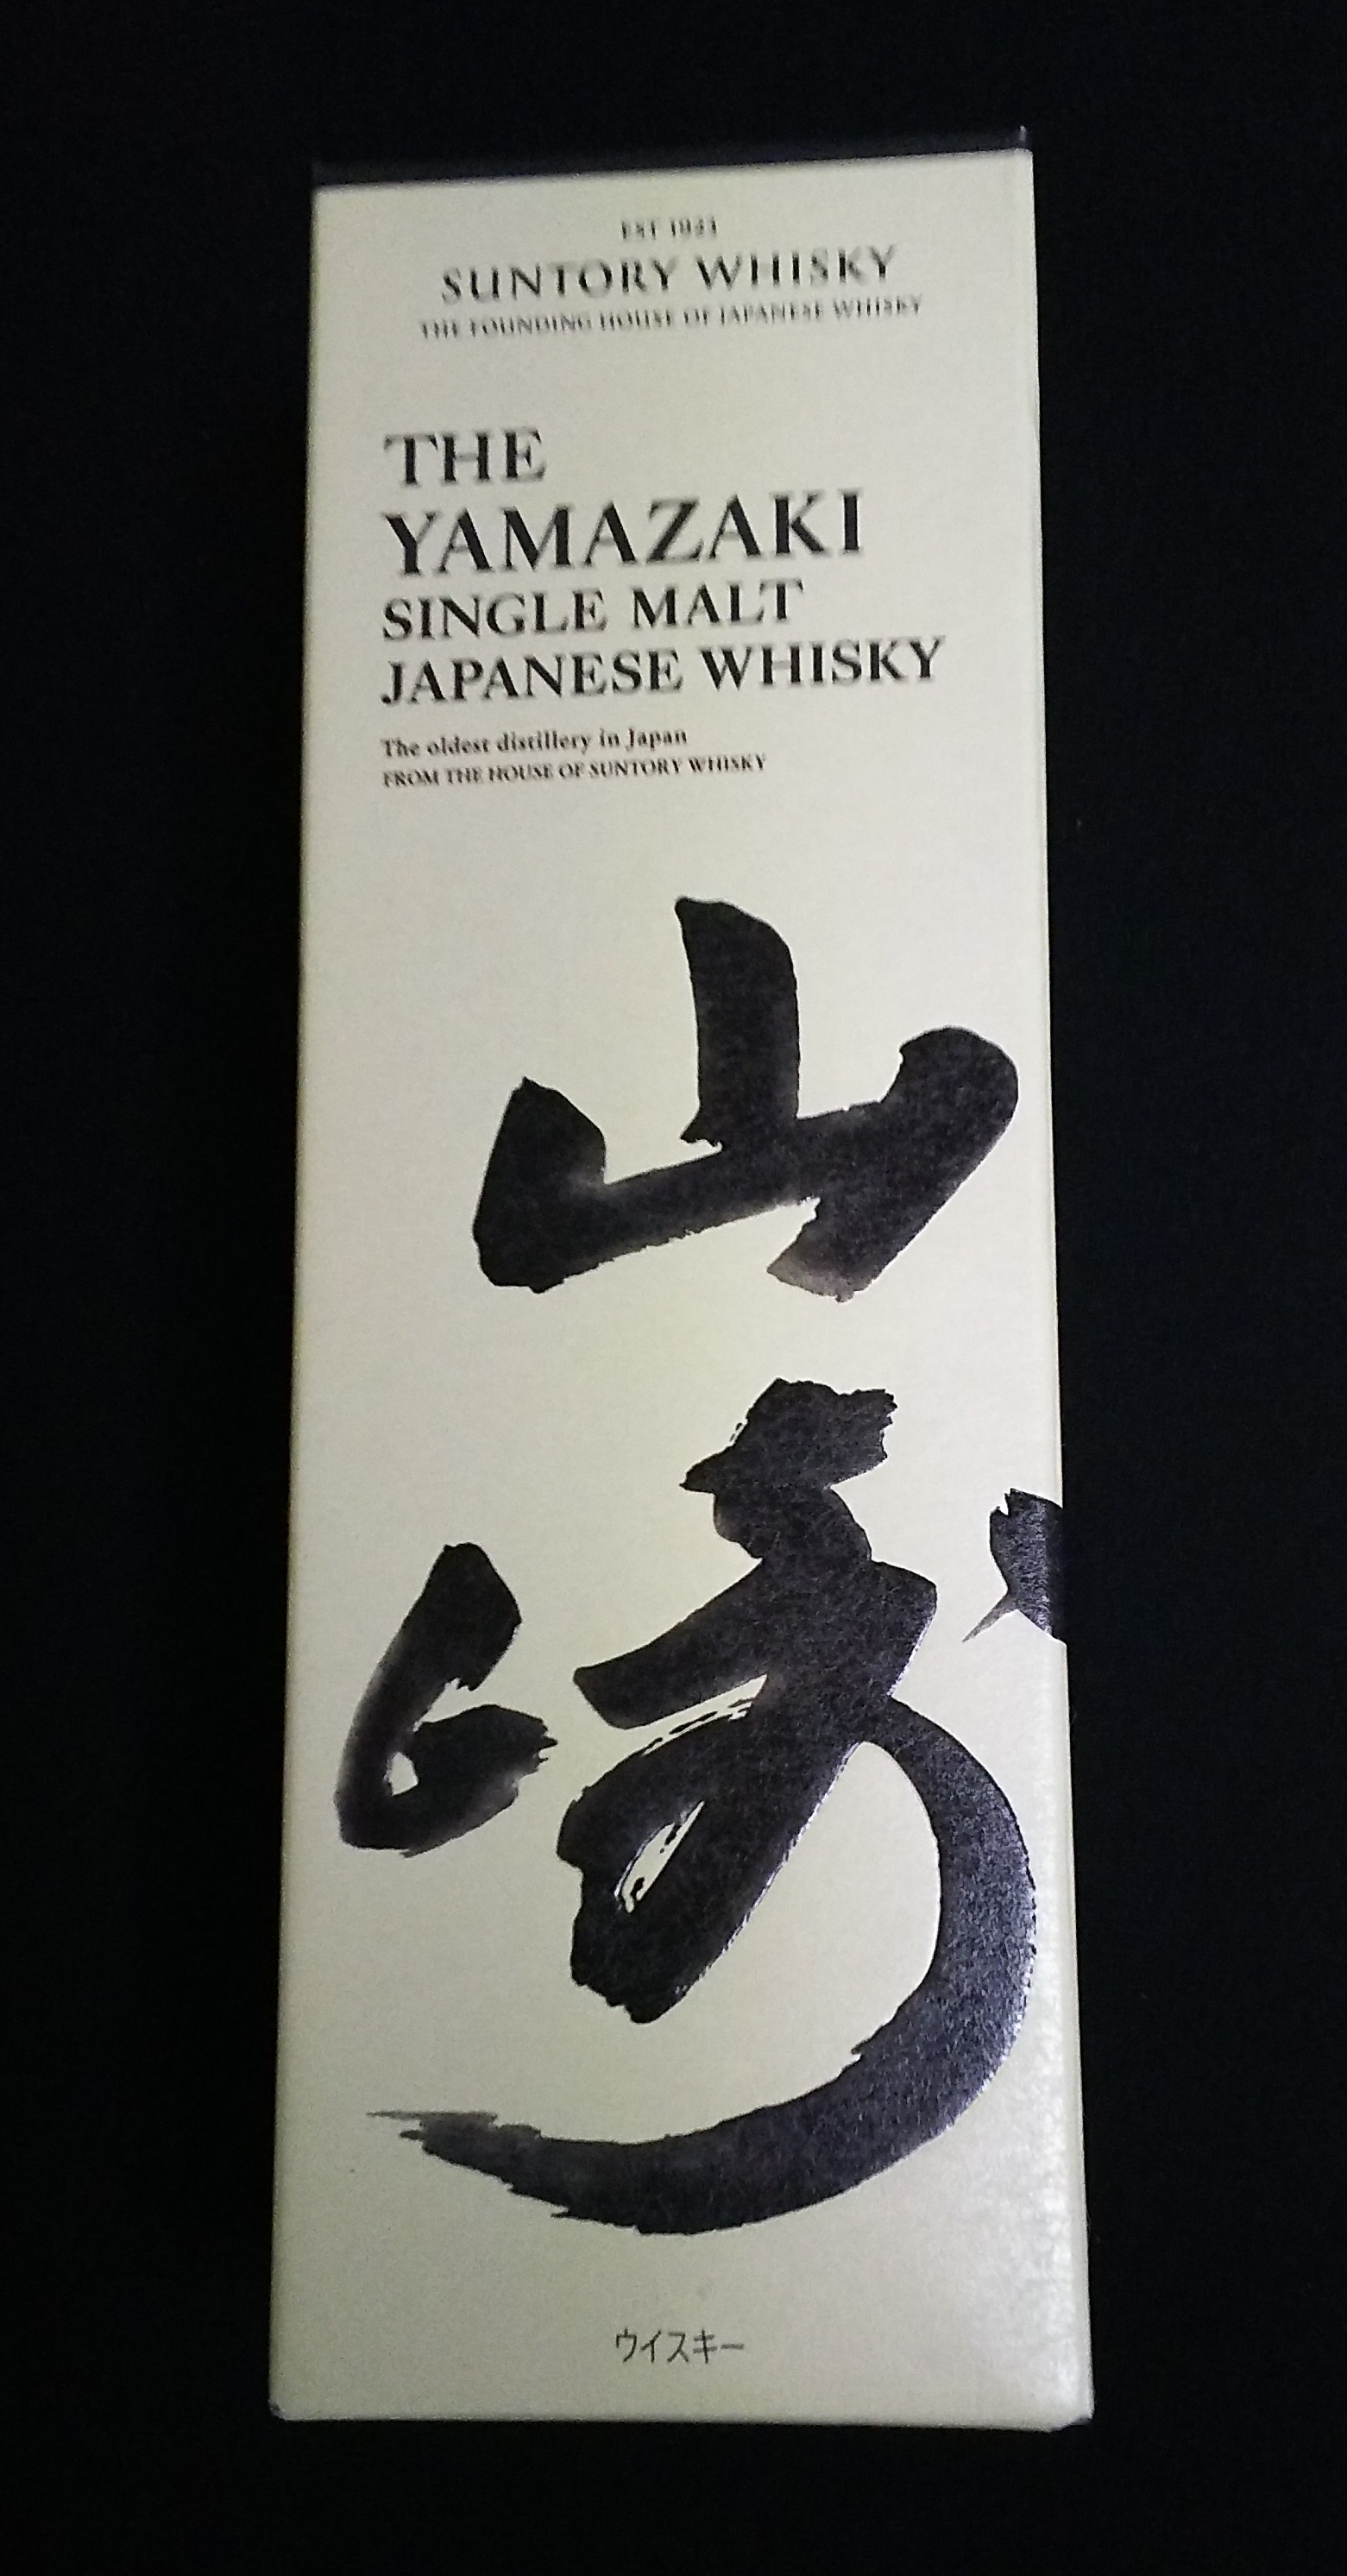 EST 1923
SUNTORY WHISKY
THE FOUNDING HOUSE OF JAPANESE WHISKY
THE
YAMAZAKI
SINGLE MALT
JAPANESE WHISKY
The oldest distillery in Japan
FROM THE HOUSE OF SUNTORY WHISKY
山
崎
ウイスキー